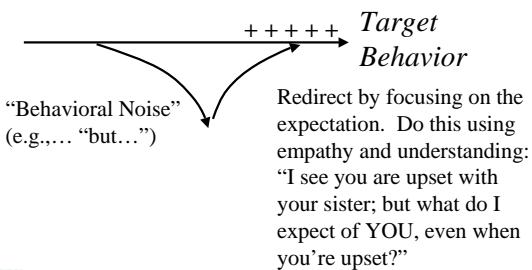 + + + + +
Target
Behavior
“Behavioral Noise”
(e.g.,… “but…”)
Redirect by focusing on the
expectation.  Do this using
empathy and understanding:
“I see you are upset with
your sister; but what do I
expect of YOU, even when
you’re upset?”